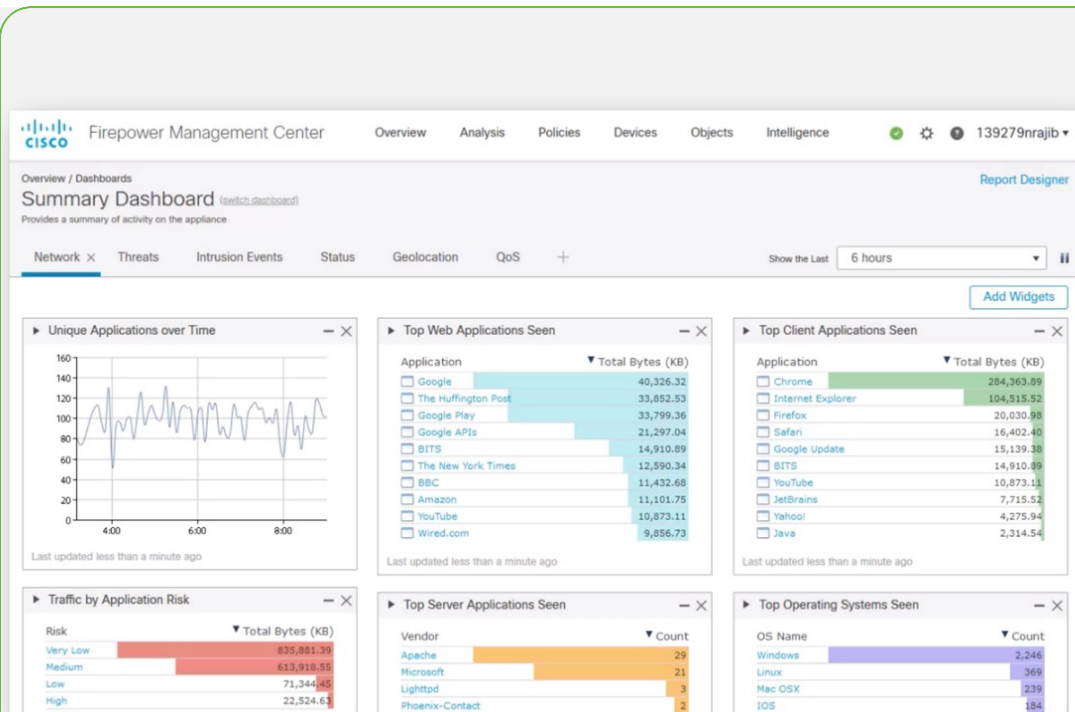 CISCO Firepower Management Center Overview Analysis Policies Devices Objects Intelligence ? 139279nrajib
Overview / Dashboards
Report Designer
Summary Dashboard (switch dashboard)
Provides a summary of activity on the appliance
Network × Threats Intrusion Events Status Geolocation QoS + Show the Last 6 hours
Add Widgets
Unique Applications over Time
160
140
120
100
80
60
40
20
0
4:00 6:00 8:00
Last updated less than a minute ago
Top Web Applications Seen
Application Total Bytes (KB)
Google 40,326.32
The Huffington Post 33,852.53
Google Play 33,799.36
Google APIs 21,297.04
BITS 14,910.89
The New York Times 12,590.34
BBC 11,432.68
Amazon 11,101.75
YouTube 10,873.11
Wired.com 9,856.73
Last updated less than a minute ago
Top Client Applications Seen
Application Total Bytes (KB)
Chrome 284,363.89
Internet Explorer 104,515.52
Firefox 20,030.98
Safari 16,402.40
Google Update 15,139.38
BITS 14,910.89
YouTube 10,873.11
JetBrains 7,715.52
Yahoo! 4,275.94
Java 2,314.54
Last updated less than a minute ago
Traffic by Application Risk
Risk Total Bytes (KB)
Very Low 835,881.39
Medium 613,918.55
Low 71,344.45
High 22,524.63
Top Server Applications Seen
Vendor Count
Apache 29
Microsoft 21
Lighttpd 3
Phoenix-Contact 2
Top Operating Systems Seen
OS Name Count
Windows 2,246
Linux 369
Mac OSX 239
IOS 184